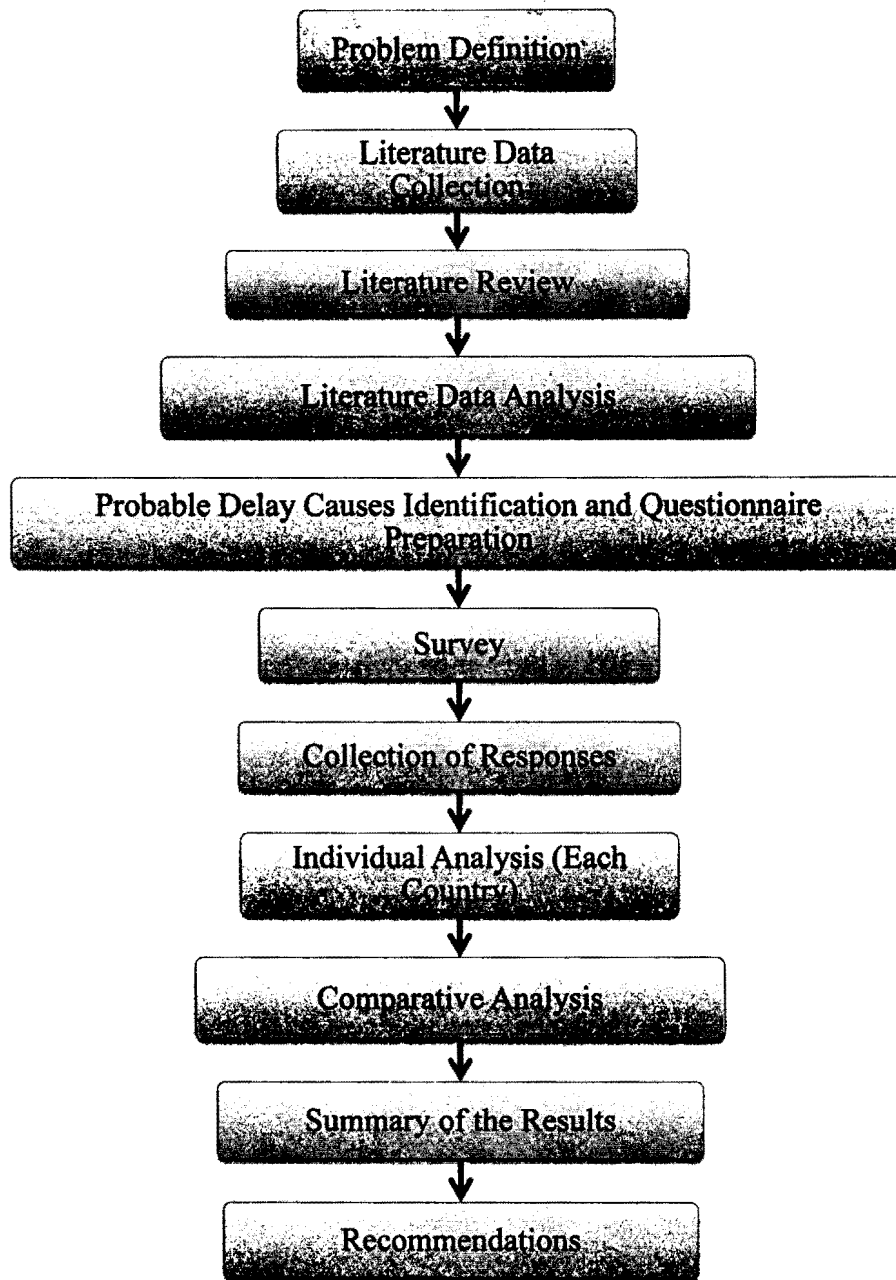 Problem Definition
Literature Data
Collection
Literature Review
Literature Data Analysis
Probable Delay Causes Identification and Questionnaire
Preparation
Survey
Collection of Responses
Individual Analysis (Each
Country)
Comparative Analysis
Summary of the Results
Recommendations